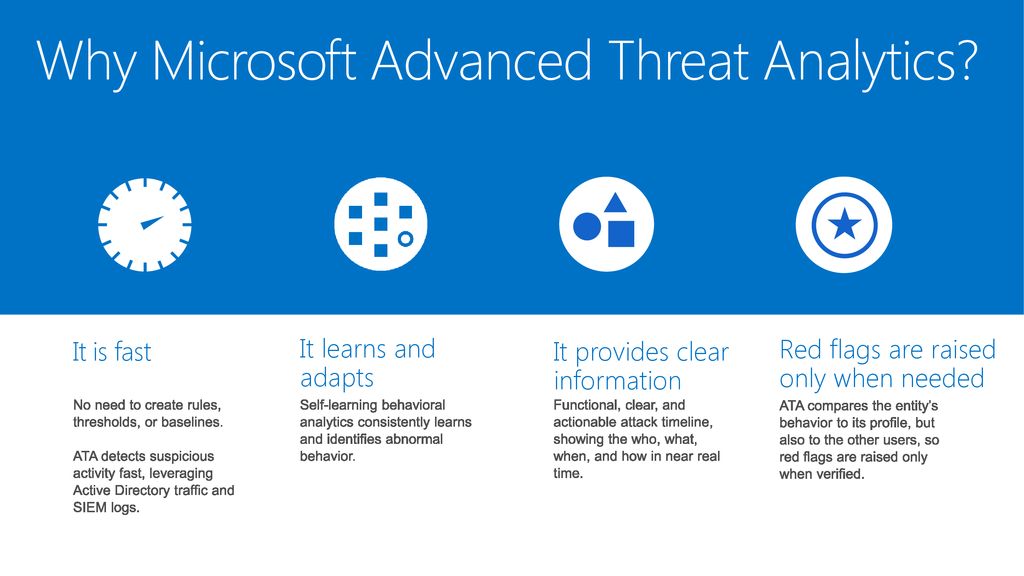 Why Microsoft Advanced Threat Analytics?
It is fast
No need to create rules,
thresholds, or baselines.
ATA detects suspicious
activity fast, leveraging
Active Directory traffic and
SIEM logs.
It learns and
adapts
Self-learning behavioral
analytics consistently learns
and identifies abnormal
behavior.
It provides clear
information
Functional, clear, and
actionable attack timeline,
showing the who, what,
when, and how in near real
time.
Red flags are raised
only when needed
ATA compares the entity's
behavior to its profile, but
also to the other users, so
red flags are raised only
when verified.